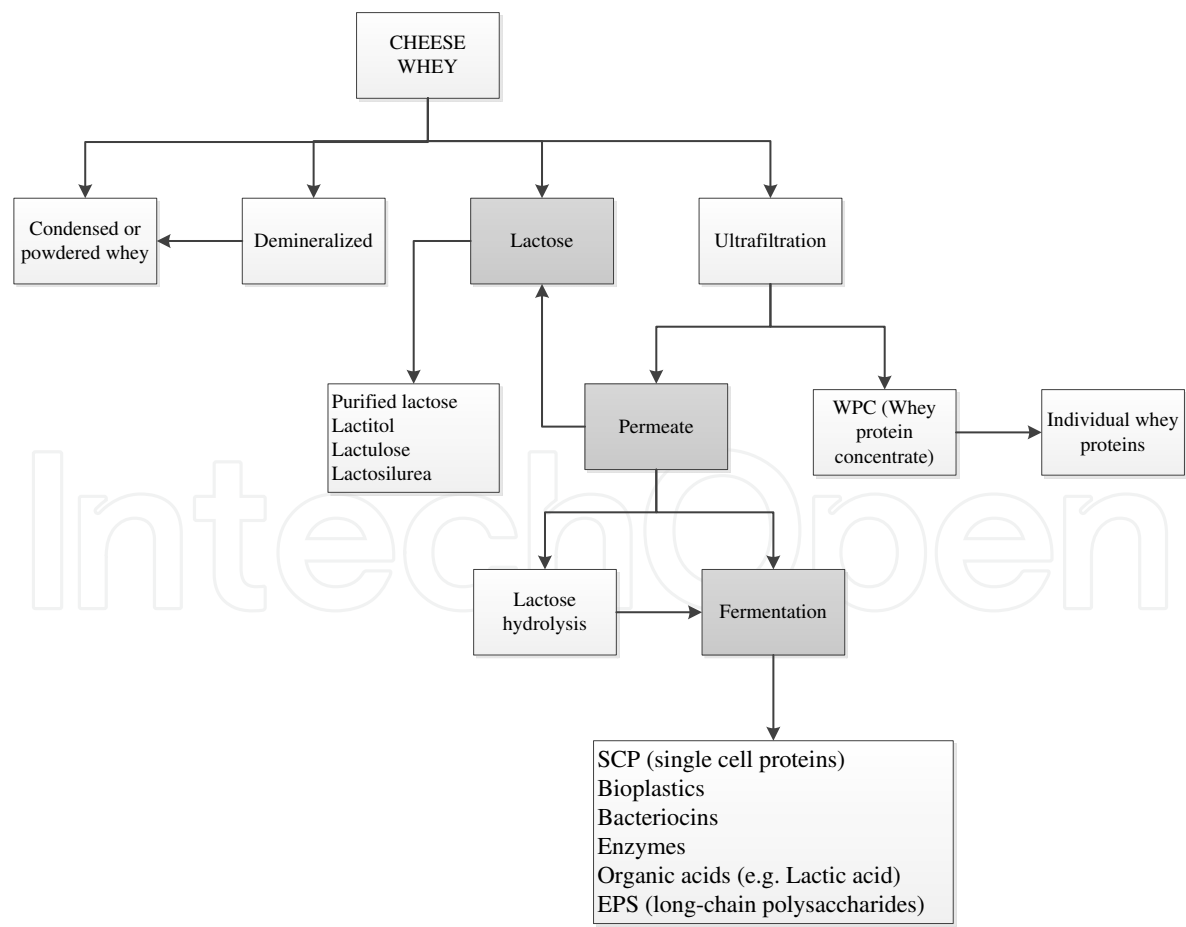 CHEESE
WHEY
Condensed or
powdered whey
Demineralized
Lactose
Ultrafiltration
Purified lactose
Lactitol
Lactulose
Lactosilurea
Permeate
WPC (Whey
protein
concentrate)
Individual whey
proteins
IntechOpen
Lactose
hydrolysis
Fermentation
SCP (single cell proteins)
Bioplastics
Bacteriocins
Enzymes
Organic acids (e.g. Lactic acid)
EPS (long-chain polysaccharides)